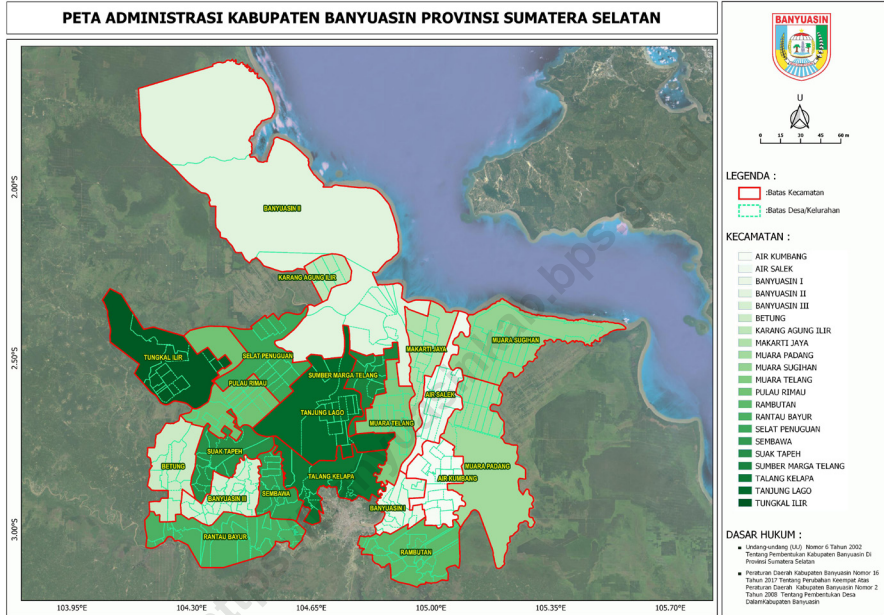 PETA ADMINISTRASI KABUPATEN BANYUASIN PROVINSI SUMATERA SELATAN
BANYUASIN
U
0 15 30 45 60 m
2.00°S
2.50°S
3.00°S
BANYUASIN II
KARANG AGUNG ILIR
MAKARTI JAYA
MUARA SUGIHAN
TUNGKAL ILIR
SELAT PENUGUAN
SUMBER MARGA TELANG
PULAU RIMAU
AIR SALEK
TANJUNG LAGO
MUARA TELANG
SUAK TAPEH
BETUNG
MUARA PADANG
TALANG KELAPA
AIR KUMBANG
BANYUASIN III
SEMBAWA
BANYUASIN I
RANTAU BAYUR
RAMBUTAN
103.95°E 104.30°E 104.65°E 105.00°E 105.35°E 105.70°E
LEGENDA :
:Batas Kecamatan
:Batas Desa/Kelurahan
KECAMATAN :
AIR KUMBANG
AIR SALEK
BANYUASIN I
BANYUASIN II
BANYUASIN III
BETUNG
KARANG AGUNG ILIR
MAKARTI JAYA
MUARA PADANG
MUARA SUGIHAN
MUARA TELANG
PULAU RIMAU
RAMBUTAN
RANTAU BAYUR
SELAT PENUGUAN
SEMBAWA
SUAK TAPEH
SUMBER MARGA TELANG
TALANG KELAPA
TANJUNG LAGO
TUNGKAL ILIR
DASAR HUKUM :
Undang-undang (UU) Nomor 6 Tahun 2002
Tentang Pembentukan Kabupaten Banyuasin Di
Provinsi Sumatera Selatan
Peraturan Daerah Kabupaten Banyuasin Nomor 16
Tahun 2017 Tentang Perubahan Keempat Atas
Peraturan Daerah Kabupaten Banyuasin Nomor 2
Tahun 2008 Tentang Pembentukan Desa
DalamKabupaten Banyuasin